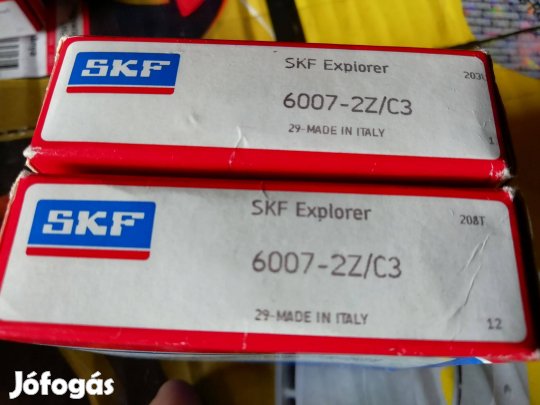 SKF
SKF Explorer
6007-2Z/C3
29-MADE IN ITALY
1
SKF
SKF Explorer
208T
6007-2Z/C3
29-MADE IN ITALY
12
Jófogás